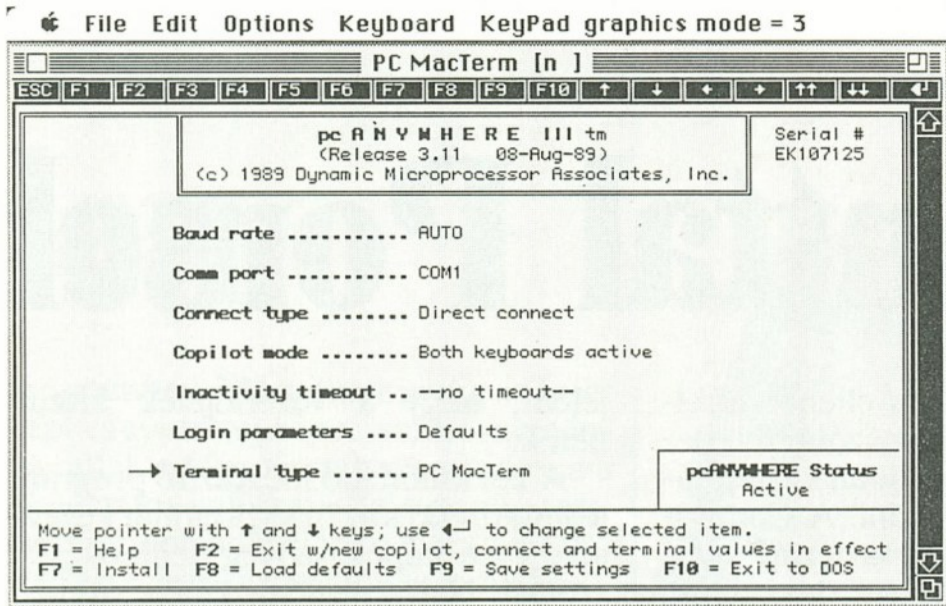 File Edit Options Keyboard KeyPad graphics mode = 3
PC MacTerm [n ]
ESC F1 F2 F3 F4 F5 F6 F7 F8 F9 F10 ↑ ↓ ← → ↑↑ ↓↓ ↵
pc A N Y W H E R E III tm
(Release 3.11 08-Aug-89)
(c) 1989 Dynamic Microprocessor Associates, Inc.
Serial #
EK107125
Baud rate ........... AUTO
Comm port ........... COM1
Connect type ........ Direct connect
Copilot mode ........ Both keyboards active
Inactivity timeout .. --no timeout--
Login parameters .... Defaults
→ Terminal type ....... PC MacTerm
pcANYWHERE Status
Active
Move pointer with ↑ and ↓ keys; use ↵ to change selected item.
F1 = Help F2 = Exit w/new copilot, connect and terminal values in effect
F7 = Install F8 = Load defaults F9 = Save settings F10 = Exit to DOS